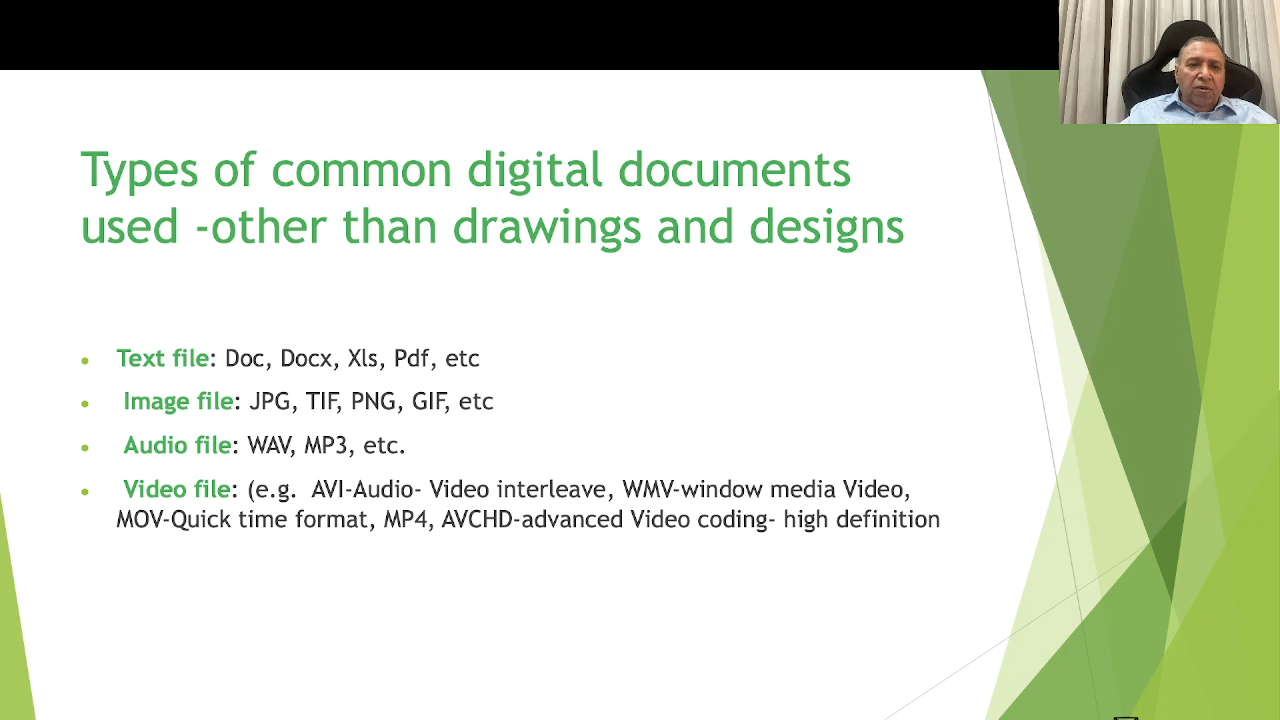 Types of common digital documents
used -other than drawings and designs
Text file: Doc, Docx, Xls, Pdf, etc
Image file: JPG, TIF, PNG, GIF, etc
Audio file: WAV, MP3, etc.
Video file: (e.g. AVI-Audio- Video interleave, WMV-window media Video,
MOV-Quick time format, MP4, AVCHD-advanced Video coding- high definition